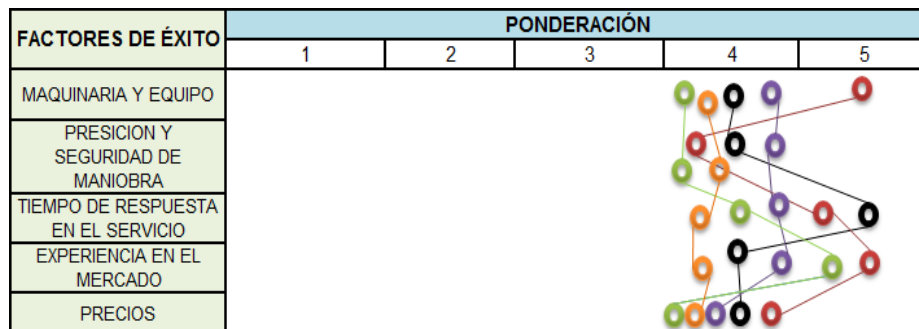 FACTORES DE ÉXITO
PONDERACIÓN
1 2 3 4 5
MAQUINARIA Y EQUIPO
PRESICION Y
SEGURIDAD DE
MANIOBRA
TIEMPO DE RESPUESTA
EN EL SERVICIO
EXPERIENCIA EN EL
MERCADO
PRECIOS